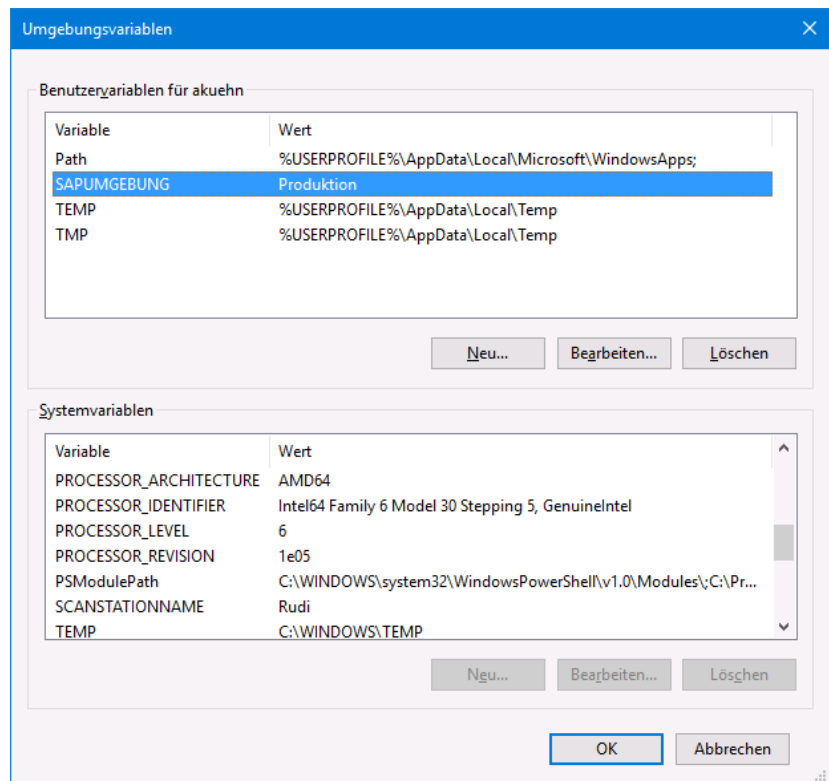 Umgebungsvariablen
Benutzervariablen für akuehn
Variable Wert
Path %USERPROFILE%\AppData\Local\Microsoft\WindowsApps;
SAPUMGEBUNG Produktion
TEMP %USERPROFILE%\AppData\Local\Temp
TMP %USERPROFILE%\AppData\Local\Temp
Neu... Bearbeiten... Löschen
Systemvariablen
Variable Wert
PROCESSOR_ARCHITECTURE AMD64
PROCESSOR_IDENTIFIER Intel64 Family 6 Model 30 Stepping 5, GenuineIntel
PROCESSOR_LEVEL 6
PROCESSOR_REVISION 1e05
PSModulePath C:\WINDOWS\system32\WindowsPowerShell\v1.0\Modules\;C:\Pr...
SCANSTATIONNAME Rudi
TEMP C:\WINDOWS\TEMP
Neu... Bearbeiten... Löschen
OK Abbrechen